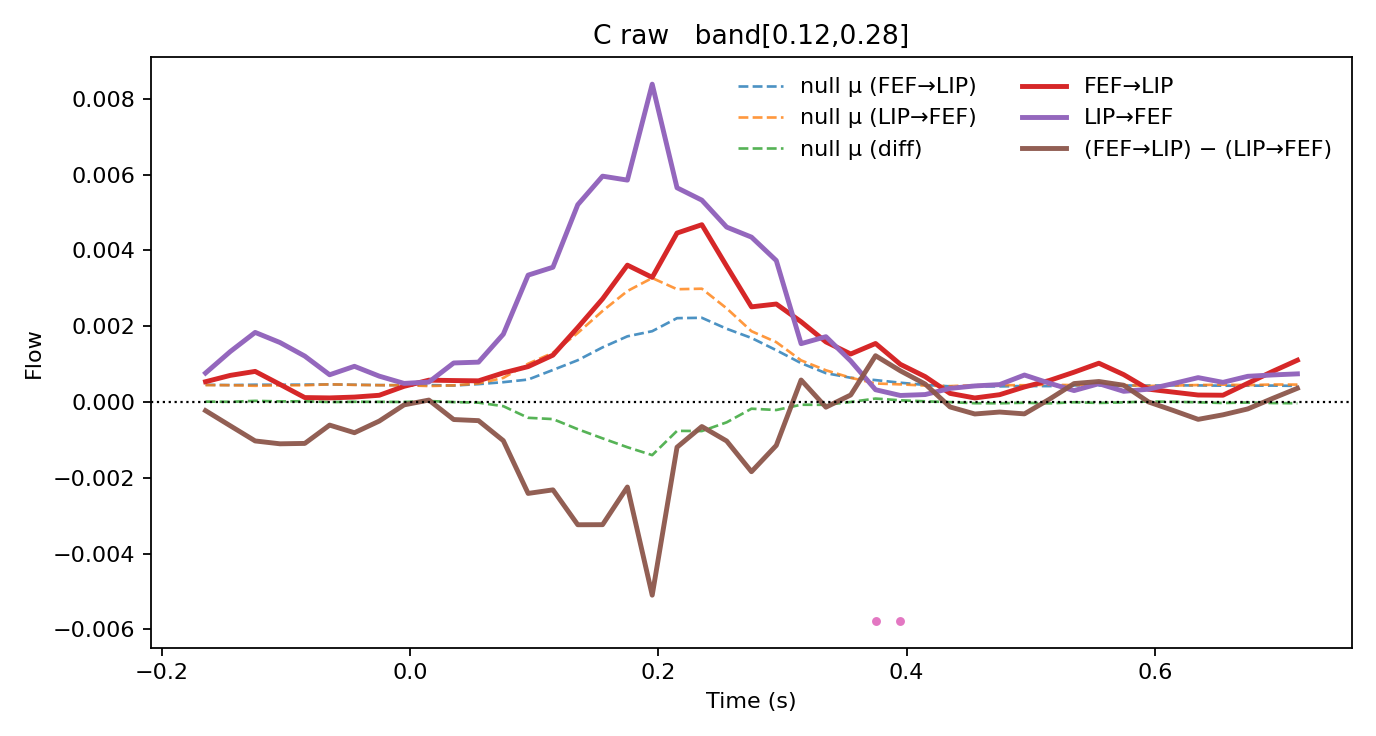 C raw   band[0.12,0.28]
null μ (FEF→LIP)
null μ (LIP→FEF)
null μ (diff)
FEF→LIP
LIP→FEF
(FEF→LIP) − (LIP→FEF)
Flow
0.008
0.006
0.004
0.002
0.000
−0.002
−0.004
−0.006
−0.2
0.0
0.2
0.4
0.6
Time (s)